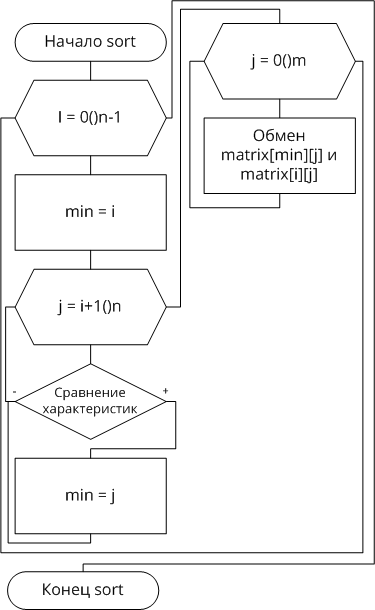 Начало sort
I = 0()n-1
min = i
j = i+1()n
Сравнение
характеристик
-
+
min = j
Конец sort
j = 0()m
Обмен
matrix[min][j] и
matrix[i][j]